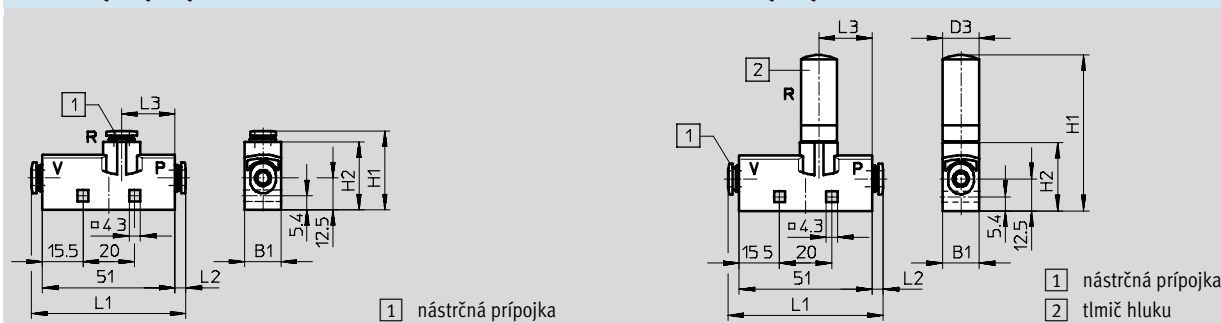 L3
1
R
V
P
H2
H1
5.4
12.5
4.3
15.5
20
B1
51
L2
L1
1 nástrčná prípojka
L3
D3
2
R
H1
1
V
P
H2
5.4
12.5
4.3
15 5
20
B1
51
L2
L1
1 nástrčná prípojka
2 tlmič hluku